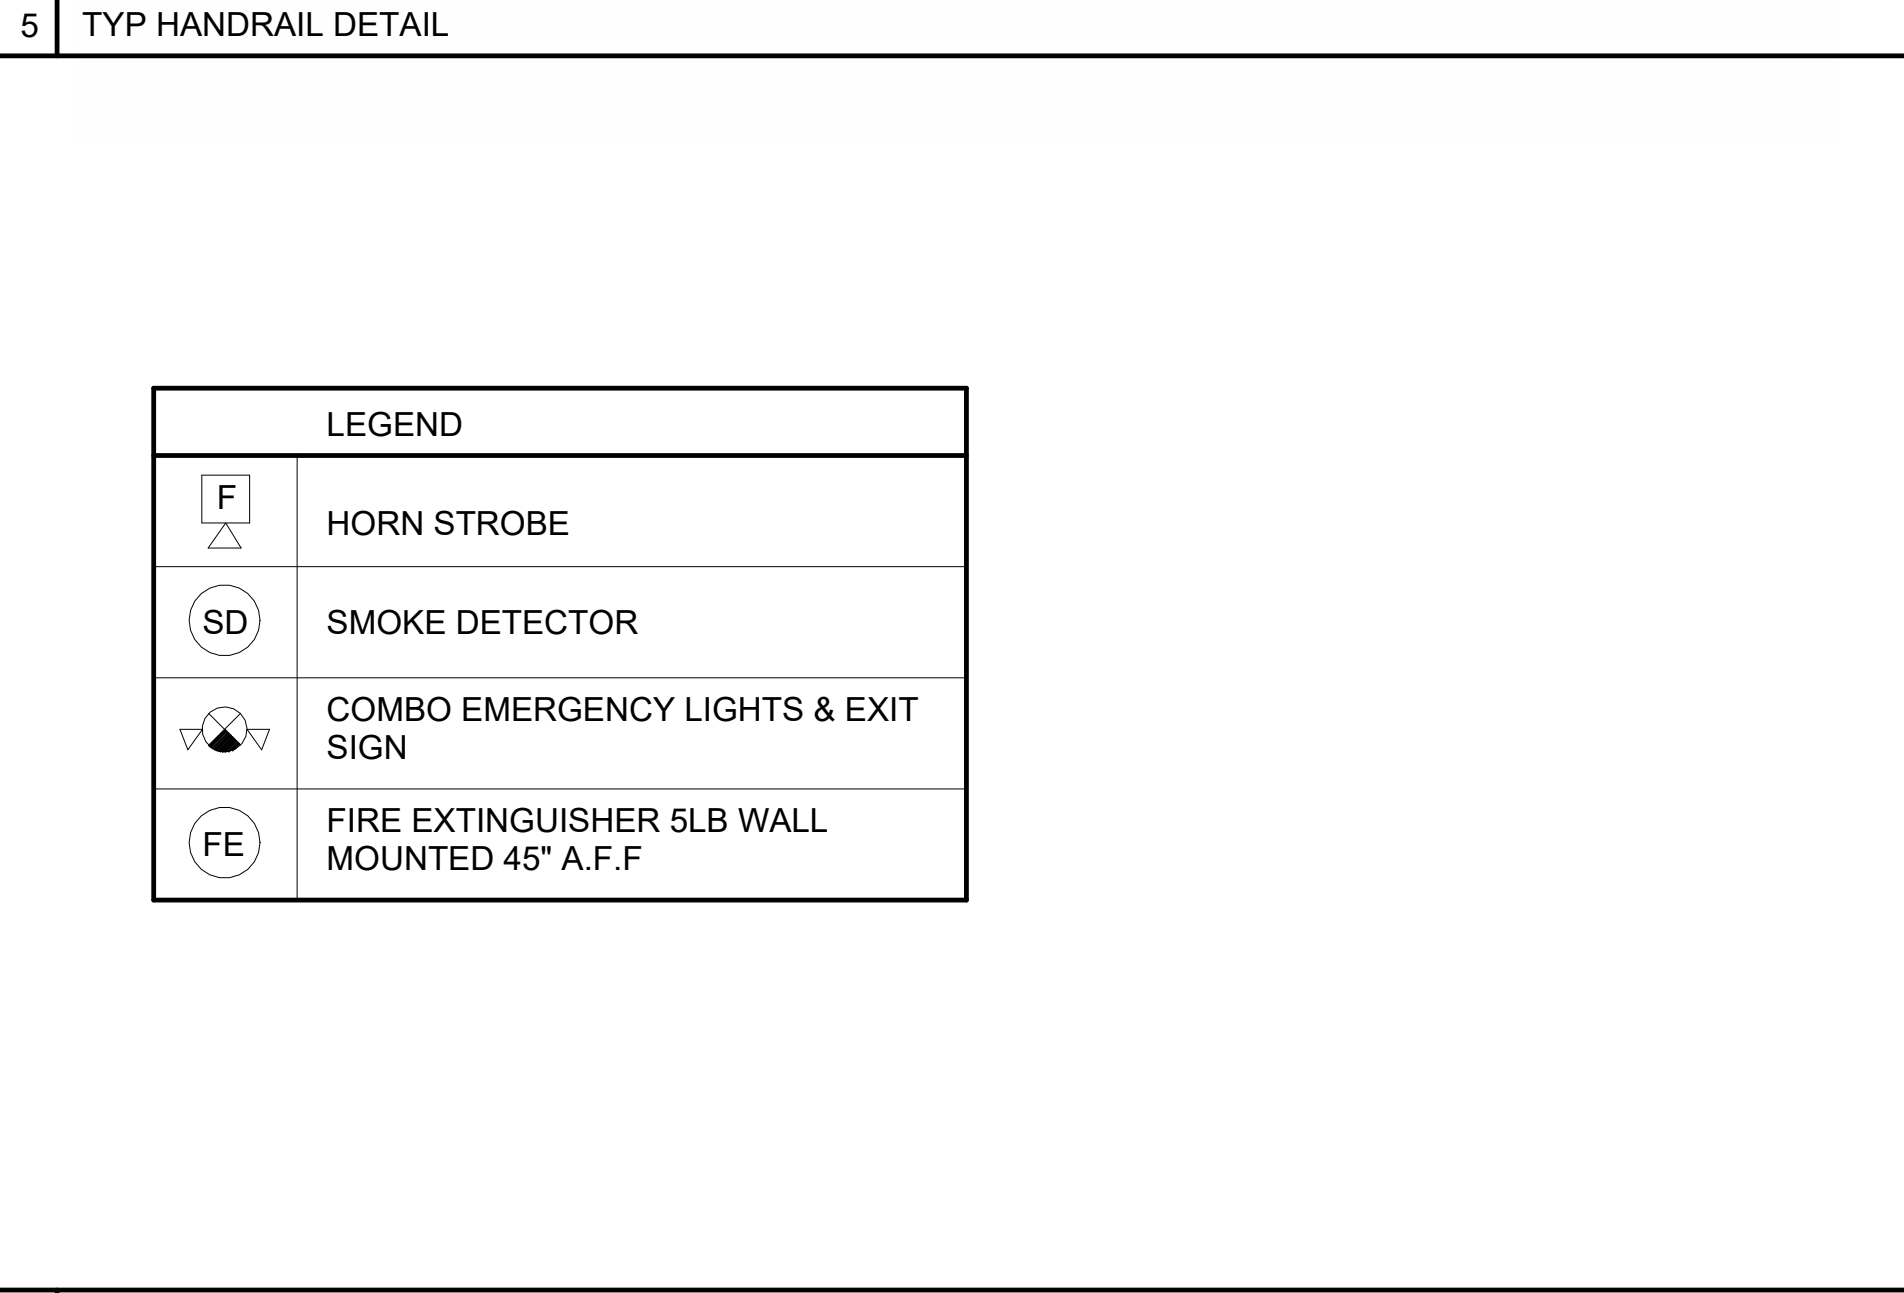 5 TYP HANDRAIL DETAIL
LEGEND
F
HORN STROBE
SD
SMOKE DETECTOR
COMBO EMERGENCY LIGHTS & EXIT
SIGN
FE
FIRE EXTINGUISHER 5LB WALL
MOUNTED 45" A.F.F